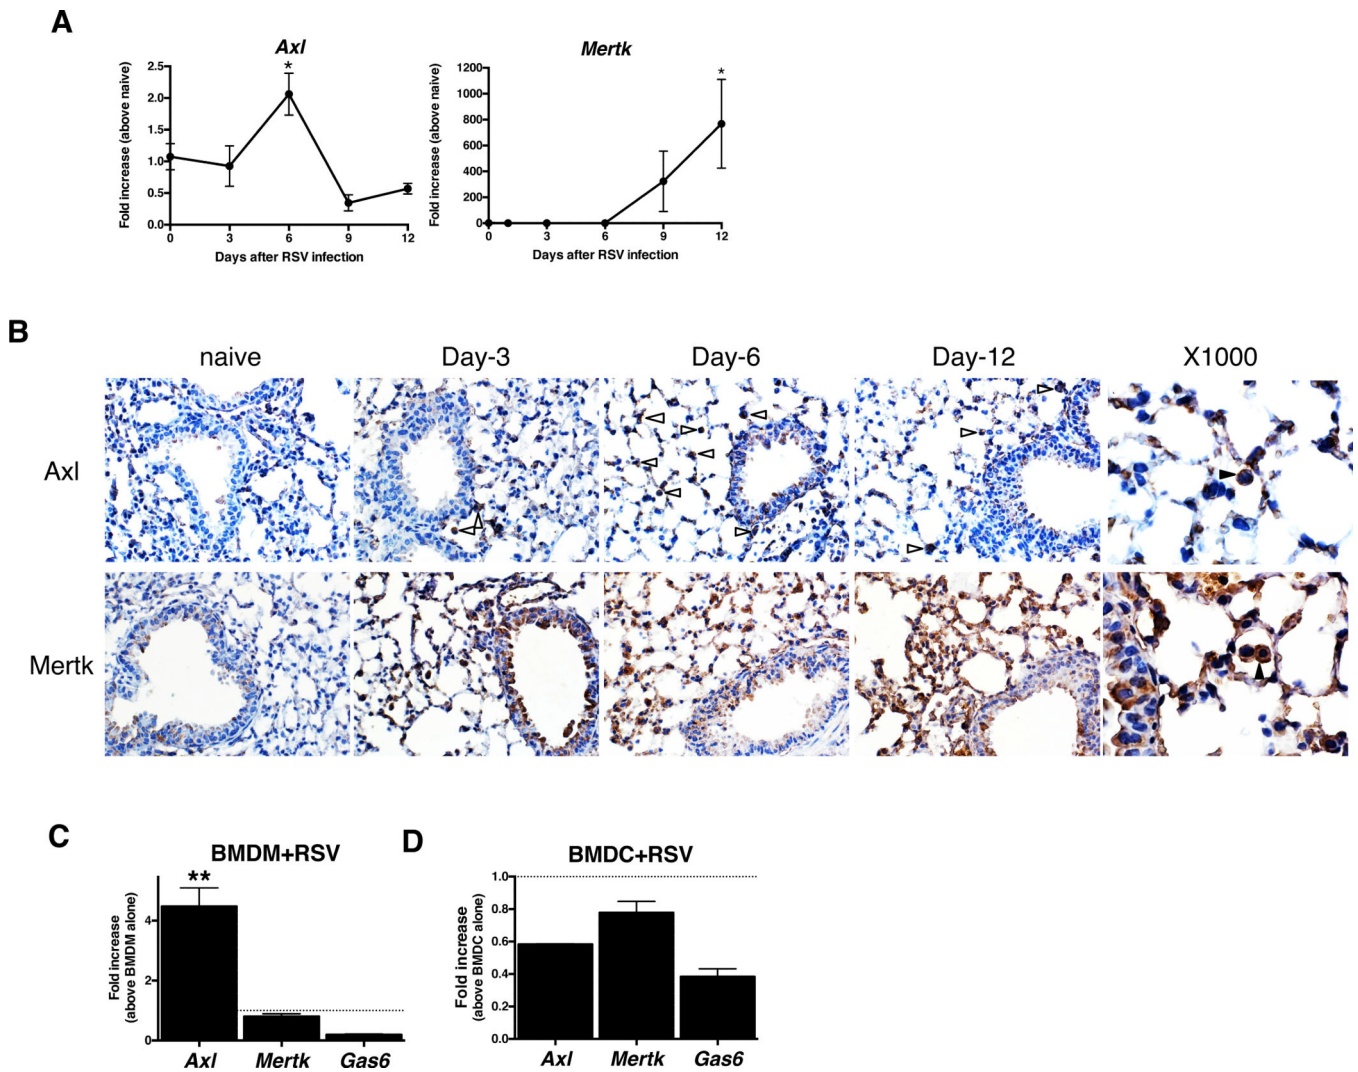 A
Axl
Mertk
Fold increase (above naive)
2.5
2.0
1.5
1.0
0.5
0.0
*
0 3 6 9 12
Days after RSV infection
Fold increase (above naive)
1200
1000
800
600
400
200
0
*
0 3 6 9 12
Days after RSV infection
B
naive Day-3 Day-6 Day-12 X1000
Axl
Mertk
C
BMDM+RSV
Fold increase
(above BMDM alone)
4
2
0
**
Axl Mertk Gas6
D
BMDC+RSV
Fold increase
(above BMDC alone)
1.0
0.8
0.6
0.4
0.2
0.0
Axl Mertk Gas6